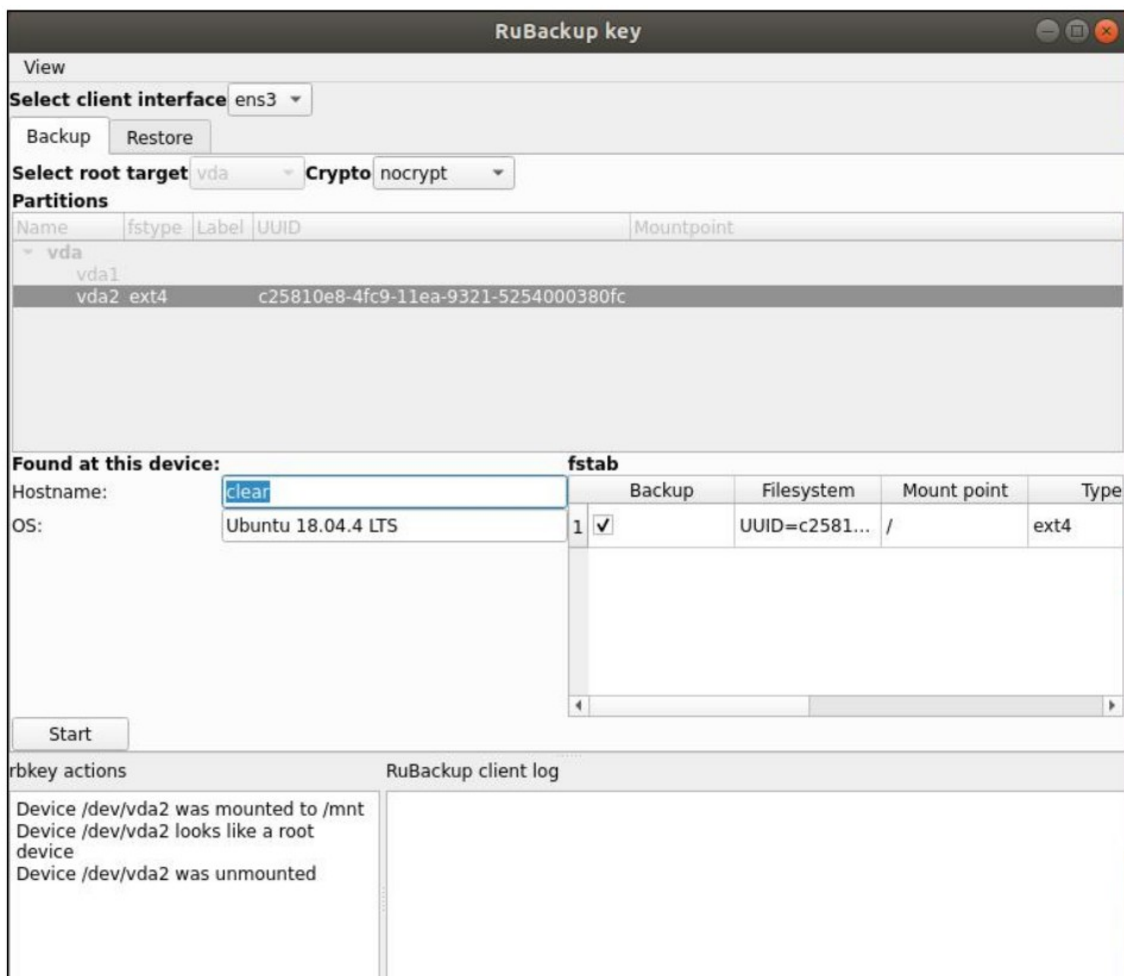 RuBackup key
View
Select client interface ens3
Backup Restore
Select root target vda Crypto nocrypt
Partitions
Name fstype Label UUID Mountpoint
vda
vda1
vda2 ext4 c25810e8-4fc9-11ea-9321-5254000380fc
Found at this device:
Hostname: clear
OS: Ubuntu 18.04.4 LTS
fstab
Backup Filesystem Mount point Type
1 UUID=c2581... / ext4
Start
rbkey actions
Device /dev/vda2 was mounted to /mnt
Device /dev/vda2 looks like a root
device
Device /dev/vda2 was unmounted
RuBackup client log